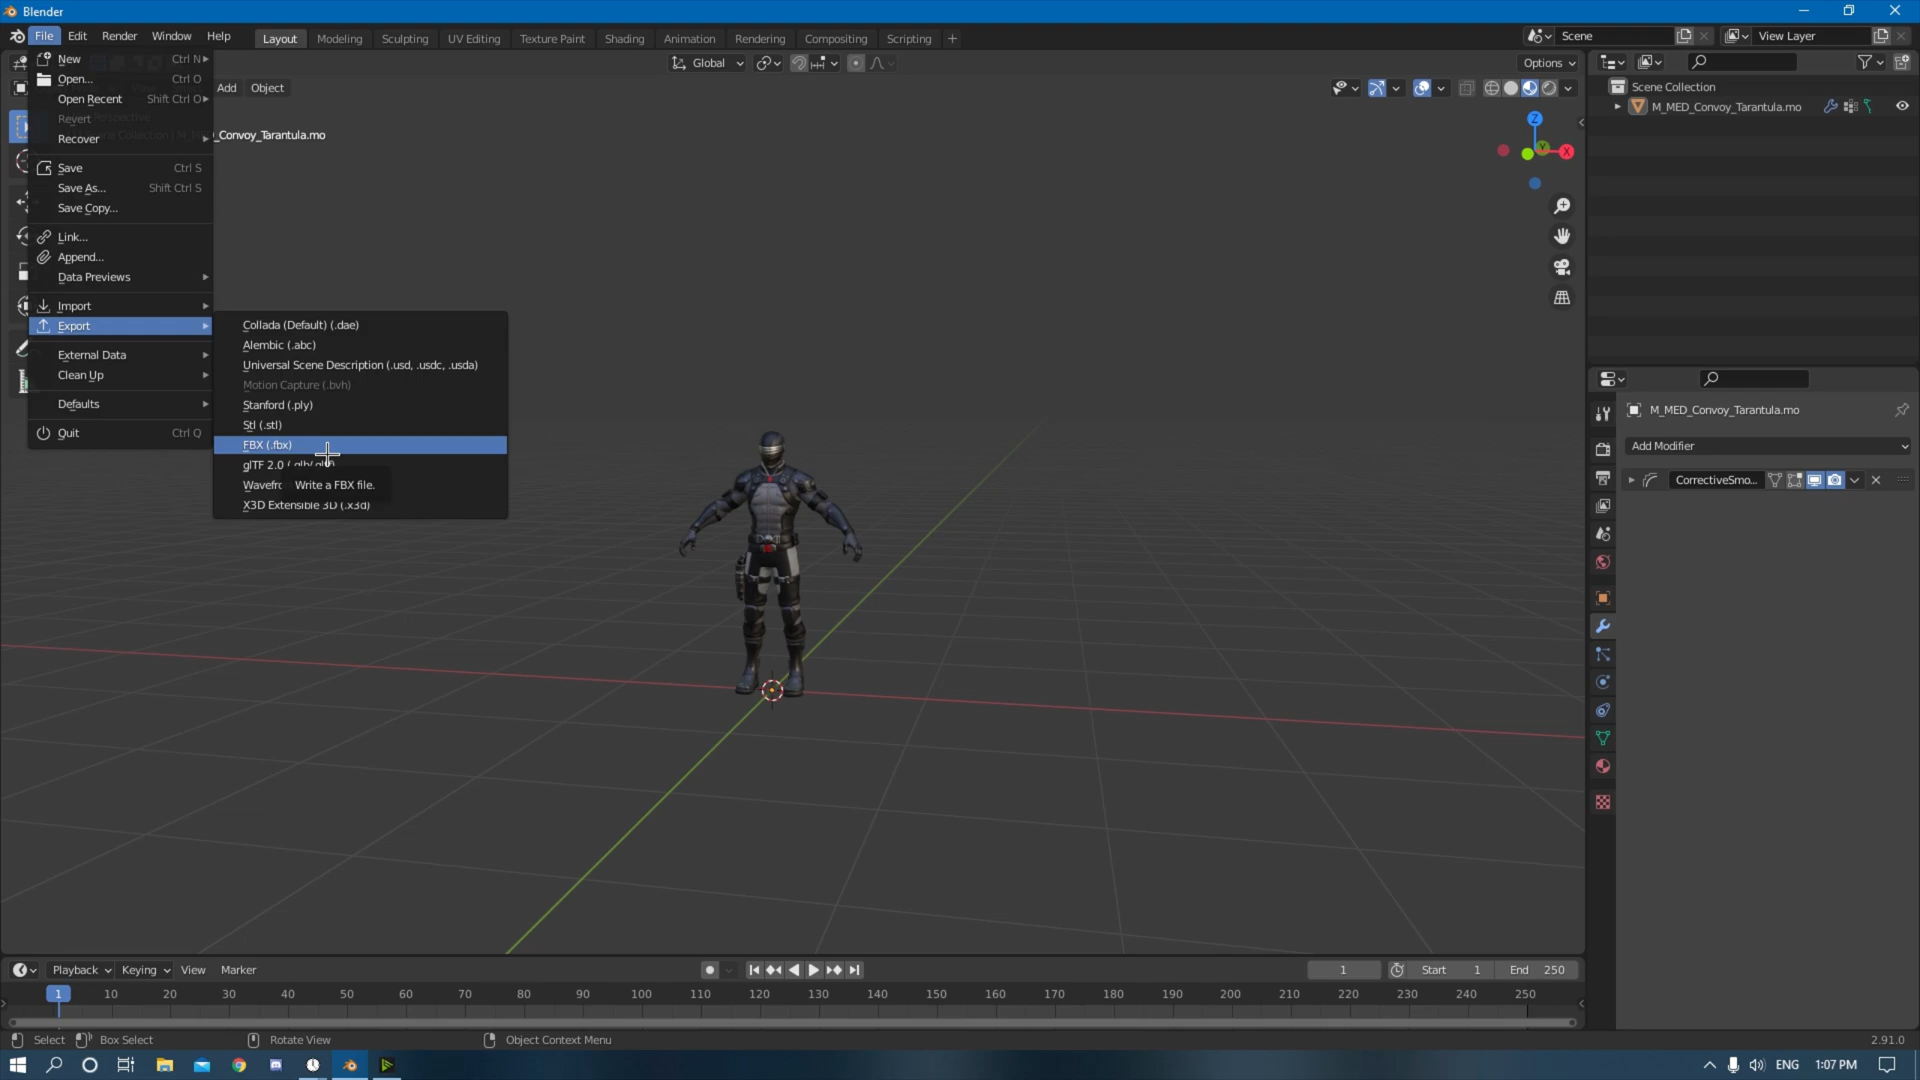 Blender
File Edit Render Window Help Layout Modeling Sculpting UV Editing Texture Paint Shading Animation Rendering Compositing Scripting + Scene View Layer
New Ctrl N
Open... Ctrl O
Open Recent Shift Ctrl O
Revert
Recover
Save Ctrl S
Save As... Shift Ctrl S
Save Copy...
Link...
Append...
Data Previews
Import
Export
External Data
Clean Up
Defaults
Quit Ctrl Q
Collada (Default) (.dae)
Alembic (.abc)
Universal Scene Description (.usd, .usdc, .usda)
Motion Capture (.bvh)
Stanford (.ply)
Stl (.stl)
FBX (.fbx)
glTF 2.0
Write a FBX file.
X3D Extensible 3D (.x3d)
Add Object
_Convoy_Tarantula.mo
Global
Options
Z
Y
X
Scene Collection
M_MED_Convoy_Tarantula.mo
M_MED_Convoy_Tarantula.mo
Add Modifier
CorrectiveSmo...
Playback Keying View Marker 1 Start 1 End 250
1 10 20 30 40 50 60 70 80 90 100 110 120 130 140 150 160 170 180 190 200 210 220 230 240 250
Select Box Select Rotate View Object Context Menu 2.91.0
ENG 1:07 PM